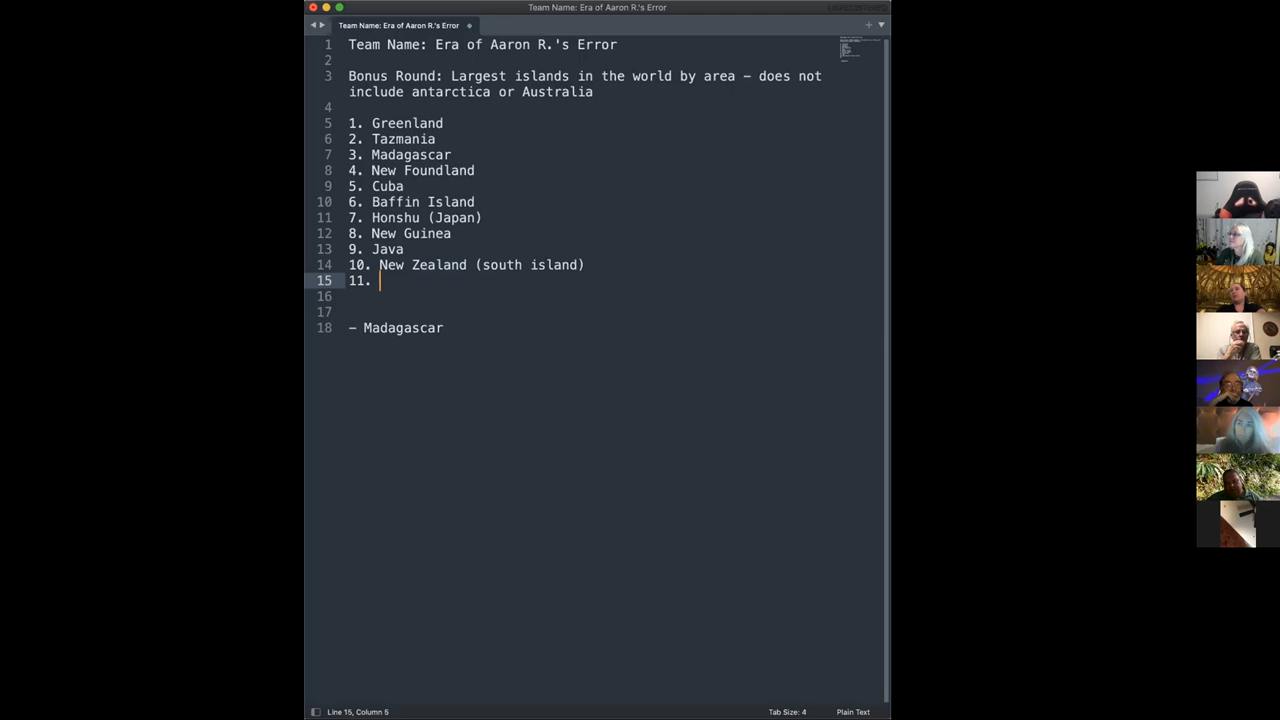 Team Name: Era of Aaron R.'s Error
UNREGISTERED
Team Name: Era of Aaron R.'s Error
1 Team Name: Era of Aaron R.'s Error
2
3 Bonus Round: Largest islands in the world by area – does not
include antarctica or Australia
4
5 1. Greenland
6 2. Tazmania
7 3. Madagascar
8 4. New Foundland
9 5. Cuba
10 6. Baffin Island
11 7. Honshu (Japan)
12 8. New Guinea
13 9. Java
14 10. New Zealand (south island)
15 11.
16
17
18 – Madagascar
Line 15, Column 5
Tab Size: 4
Plain Text